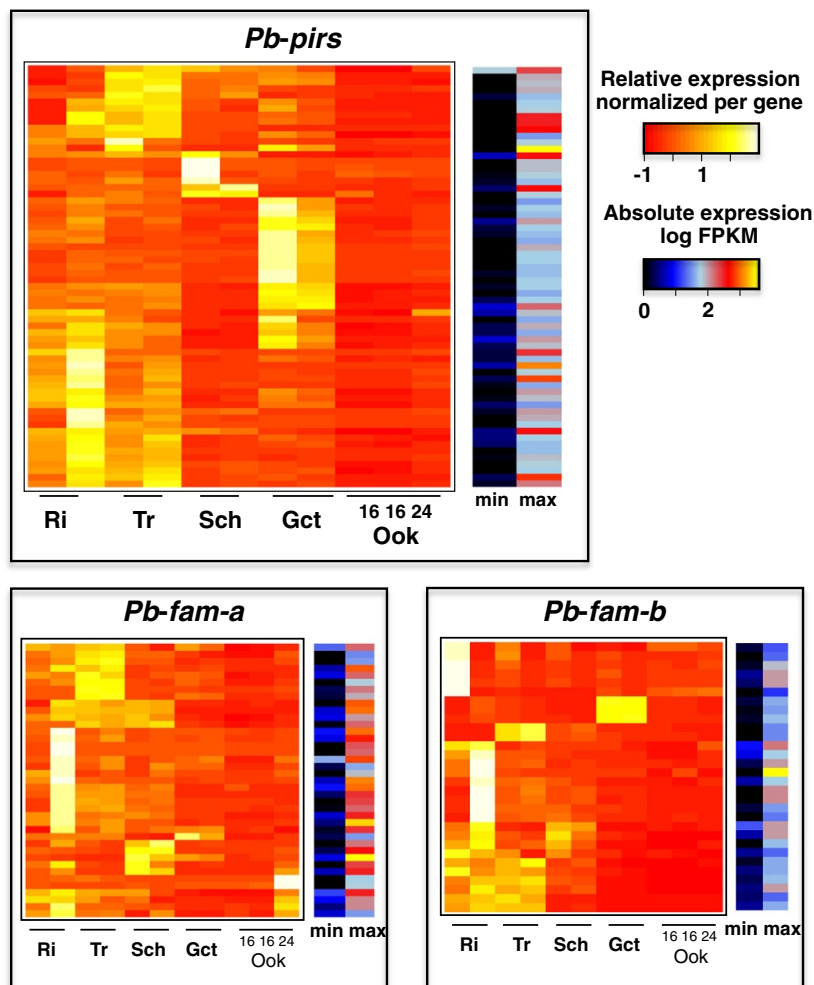 Pb-pirs
Relative expression
normalized per gene
-1 1
Absolute expression
log FPKM
0 2
min max
Ri Tr Sch Gct 16 16 24
Ook
Pb-fam-a
min max
Ri Tr Sch Gct 16 16 24
Ook
Pb-fam-b
min max
Ri Tr Sch Gct 16 16 24
Ook